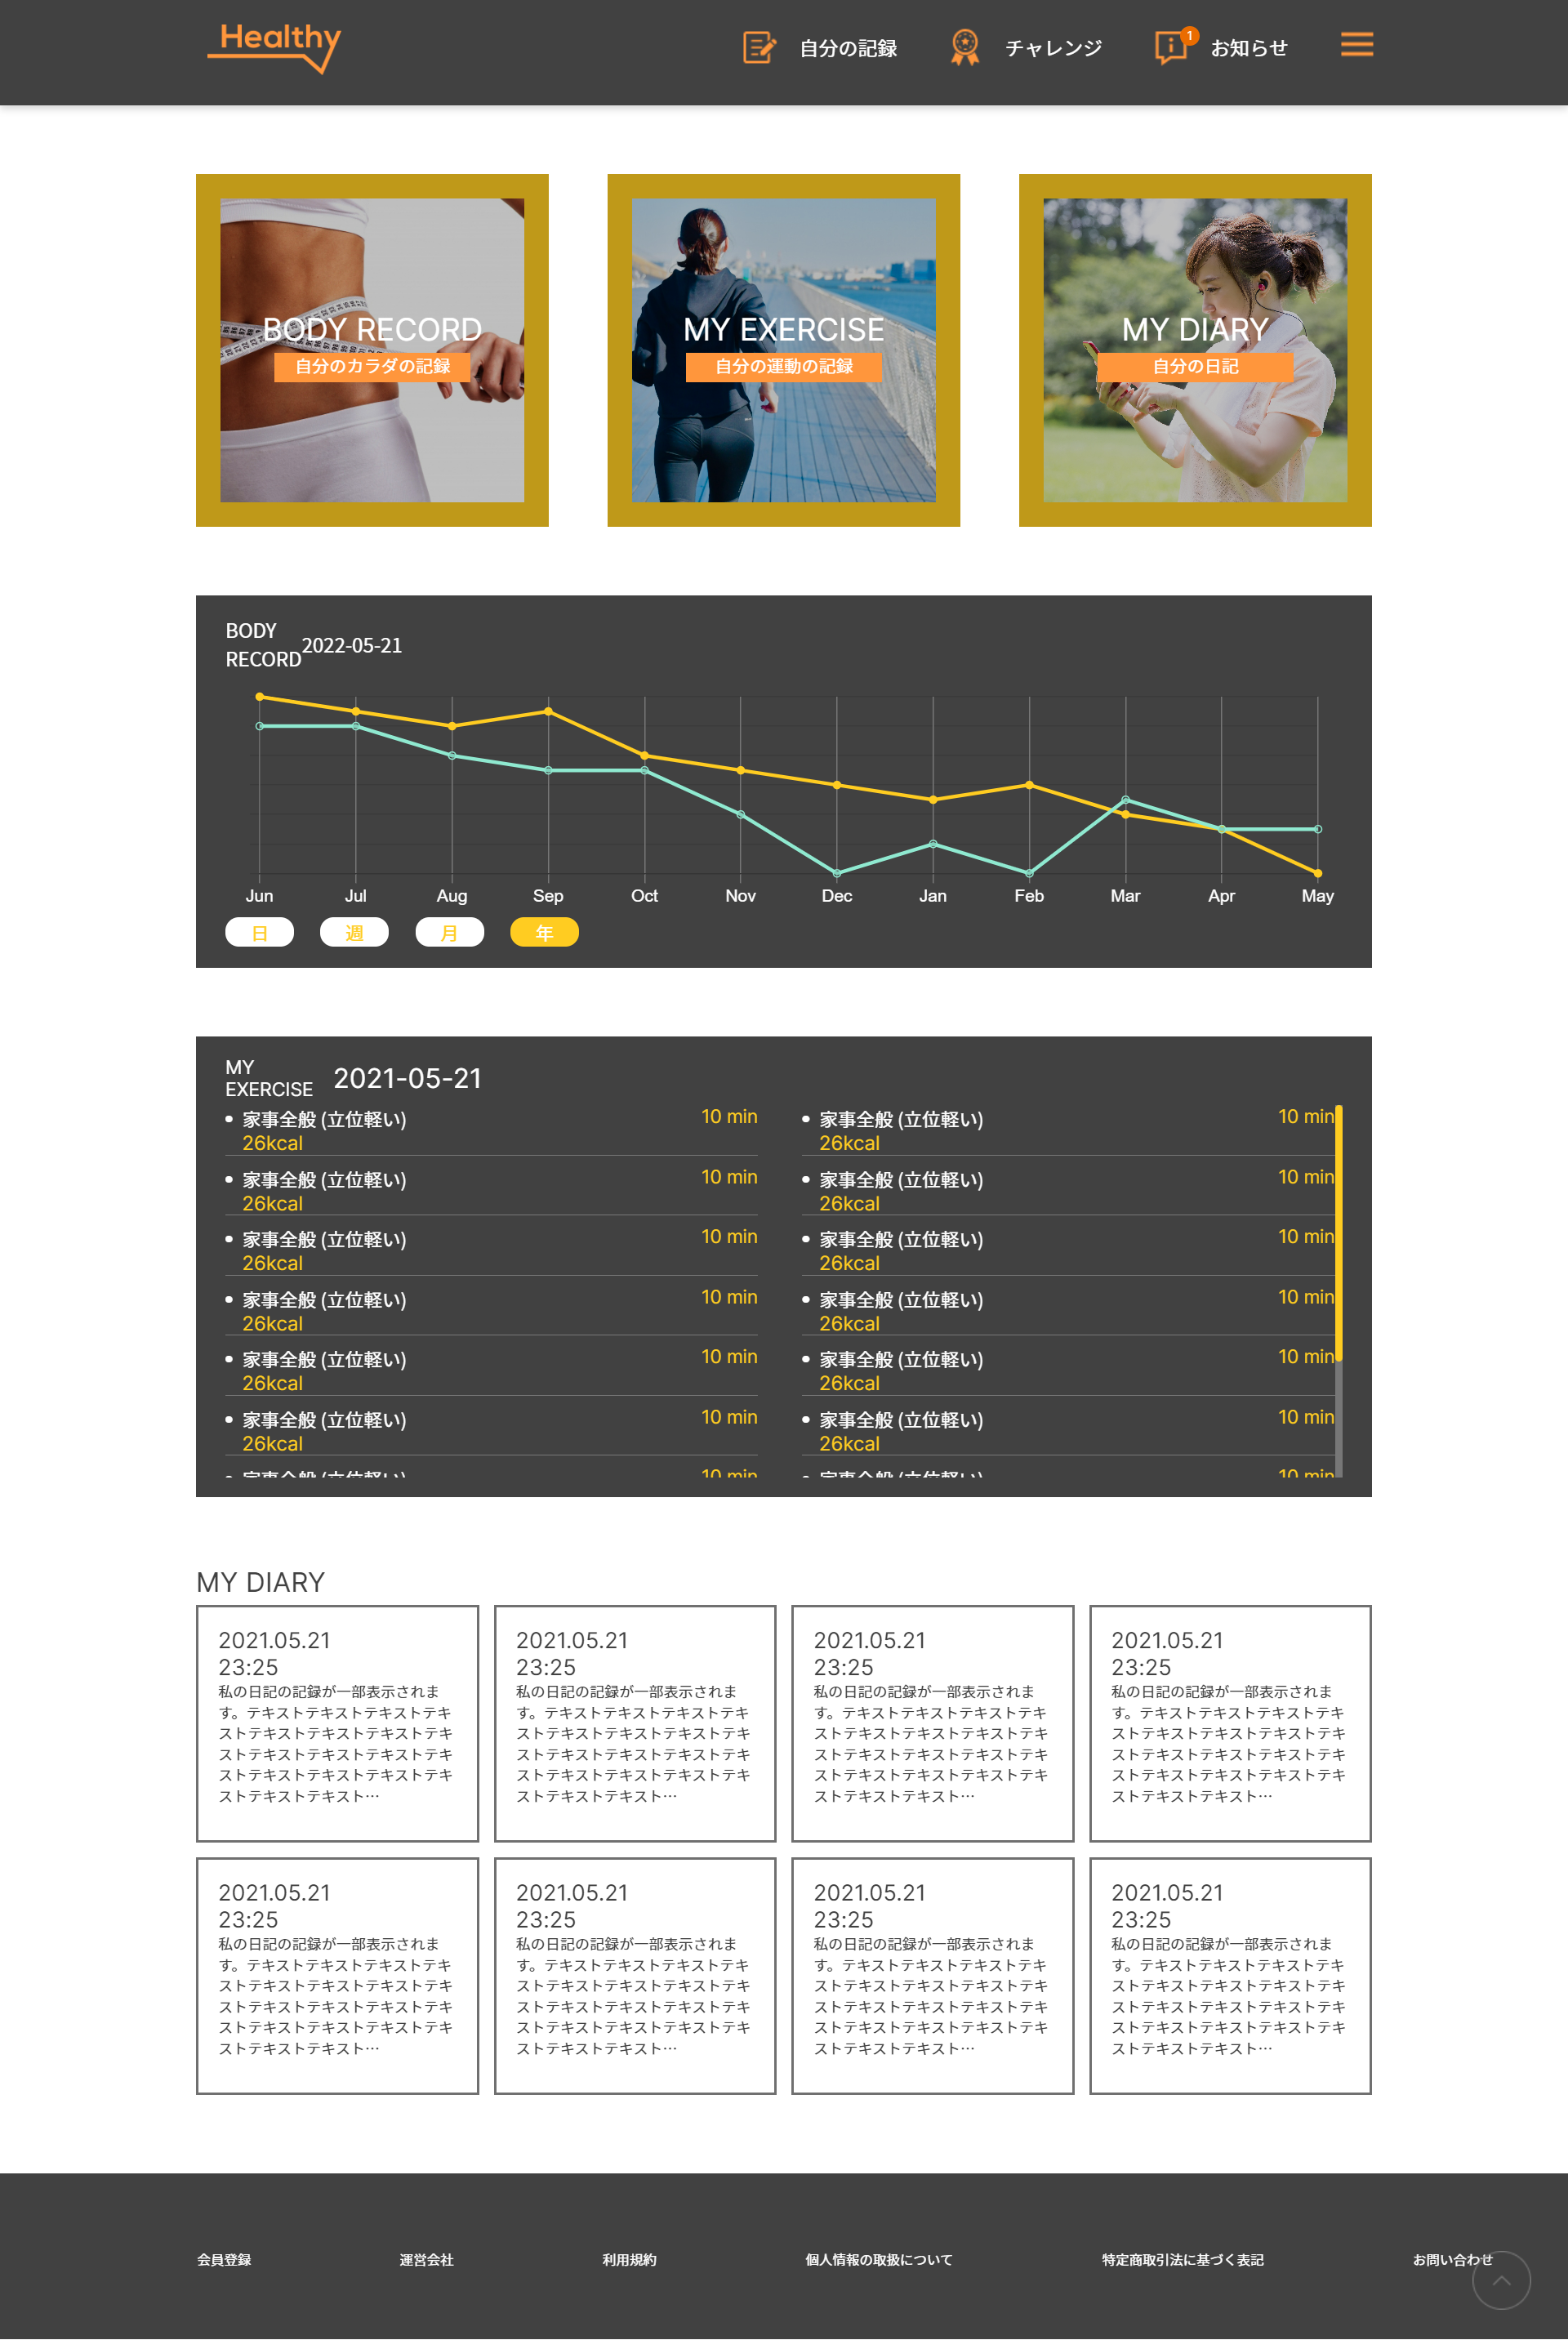 Healthy
自分の記録
チャレンジ
1
お知らせ
BODY RECORD
自分のカラダの記録
MY EXERCISE
自分の運動の記録
MY DIARY
自分の日記
BODY
RECORD
2022-05-21
Jun Jul Aug Sep Oct Nov Dec Jan Feb Mar Apr May
日 週 月 年
MY
EXERCISE
2021-05-21
家事全般 (立位軽い) 10 min 家事全般 (立位軽い) 10 min
26kcal 26kcal
家事全般 (立位軽い) 10 min 家事全般 (立位軽い) 10 min
26kcal 26kcal
家事全般 (立位軽い) 10 min 家事全般 (立位軽い) 10 min
26kcal 26kcal
家事全般 (立位軽い) 10 min 家事全般 (立位軽い) 10 min
26kcal 26kcal
家事全般 (立位軽い) 10 min 家事全般 (立位軽い) 10 min
26kcal 26kcal
家事全般 (立位軽い) 10 min 家事全般 (立位軽い) 10 min
26kcal 26kcal
家事全般 (立位軽い) 10 min 家事全般 (立位軽い) 10 min
MY DIARY
2021.05.21
23:25
私の日記の記録が一部表示されま
す。テキストテキストテキストテキ
ストテキストテキストテキストテキ
ストテキストテキストテキストテキ
ストテキストテキストテキストテキ
ストテキストテキスト…
2021.05.21
23:25
私の日記の記録が一部表示されま
す。テキストテキストテキストテキ
ストテキストテキストテキストテキ
ストテキストテキストテキストテキ
ストテキストテキストテキストテキ
ストテキストテキスト…
2021.05.21
23:25
私の日記の記録が一部表示されま
す。テキストテキストテキストテキ
ストテキストテキストテキストテキ
ストテキストテキストテキストテキ
ストテキストテキストテキストテキ
ストテキストテキスト…
2021.05.21
23:25
私の日記の記録が一部表示されま
す。テキストテキストテキストテキ
ストテキストテキストテキストテキ
ストテキストテキストテキストテキ
ストテキストテキストテキストテキ
ストテキストテキスト…
2021.05.21
23:25
私の日記の記録が一部表示されま
す。テキストテキストテキストテキ
ストテキストテキストテキストテキ
ストテキストテキストテキストテキ
ストテキストテキストテキストテキ
ストテキストテキスト…
2021.05.21
23:25
私の日記の記録が一部表示されま
す。テキストテキストテキストテキ
ストテキストテキストテキストテキ
ストテキストテキストテキストテキ
ストテキストテキストテキストテキ
ストテキストテキスト…
2021.05.21
23:25
私の日記の記録が一部表示されま
す。テキストテキストテキストテキ
ストテキストテキストテキストテキ
ストテキストテキストテキストテキ
ストテキストテキストテキストテキ
ストテキストテキスト…
2021.05.21
23:25
私の日記の記録が一部表示されま
す。テキストテキストテキストテキ
ストテキストテキストテキストテキ
ストテキストテキストテキストテキ
ストテキストテキストテキストテキ
ストテキストテキスト…
会員登録 運営会社 利用規約 個人情報の取扱について 特定商取引法に基づく表記 お問い合わせ